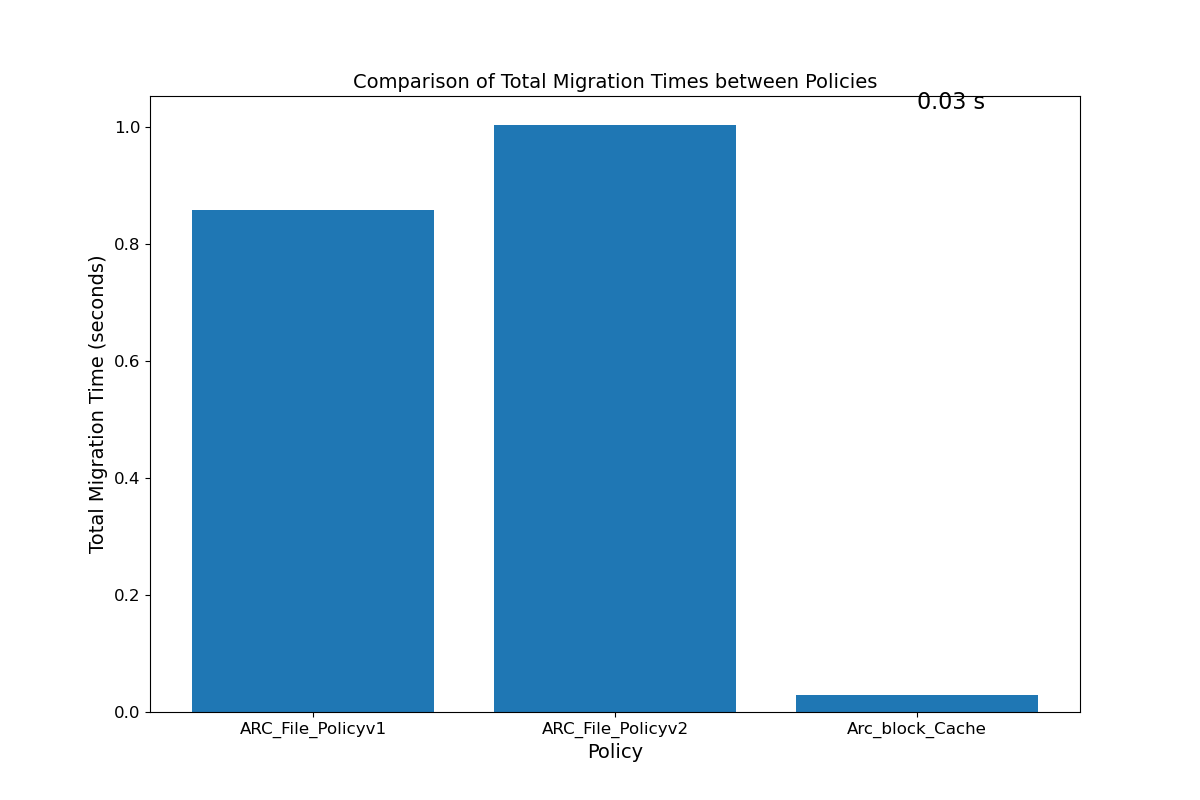 Comparison of Total Migration Times between Policies
0.03 s
1.0
0.8
0.6
0.4
0.2
0.0
Total Migration Time (seconds)
ARC_File_Policyv1
ARC_File_Policyv2
Arc_block_Cache
Policy